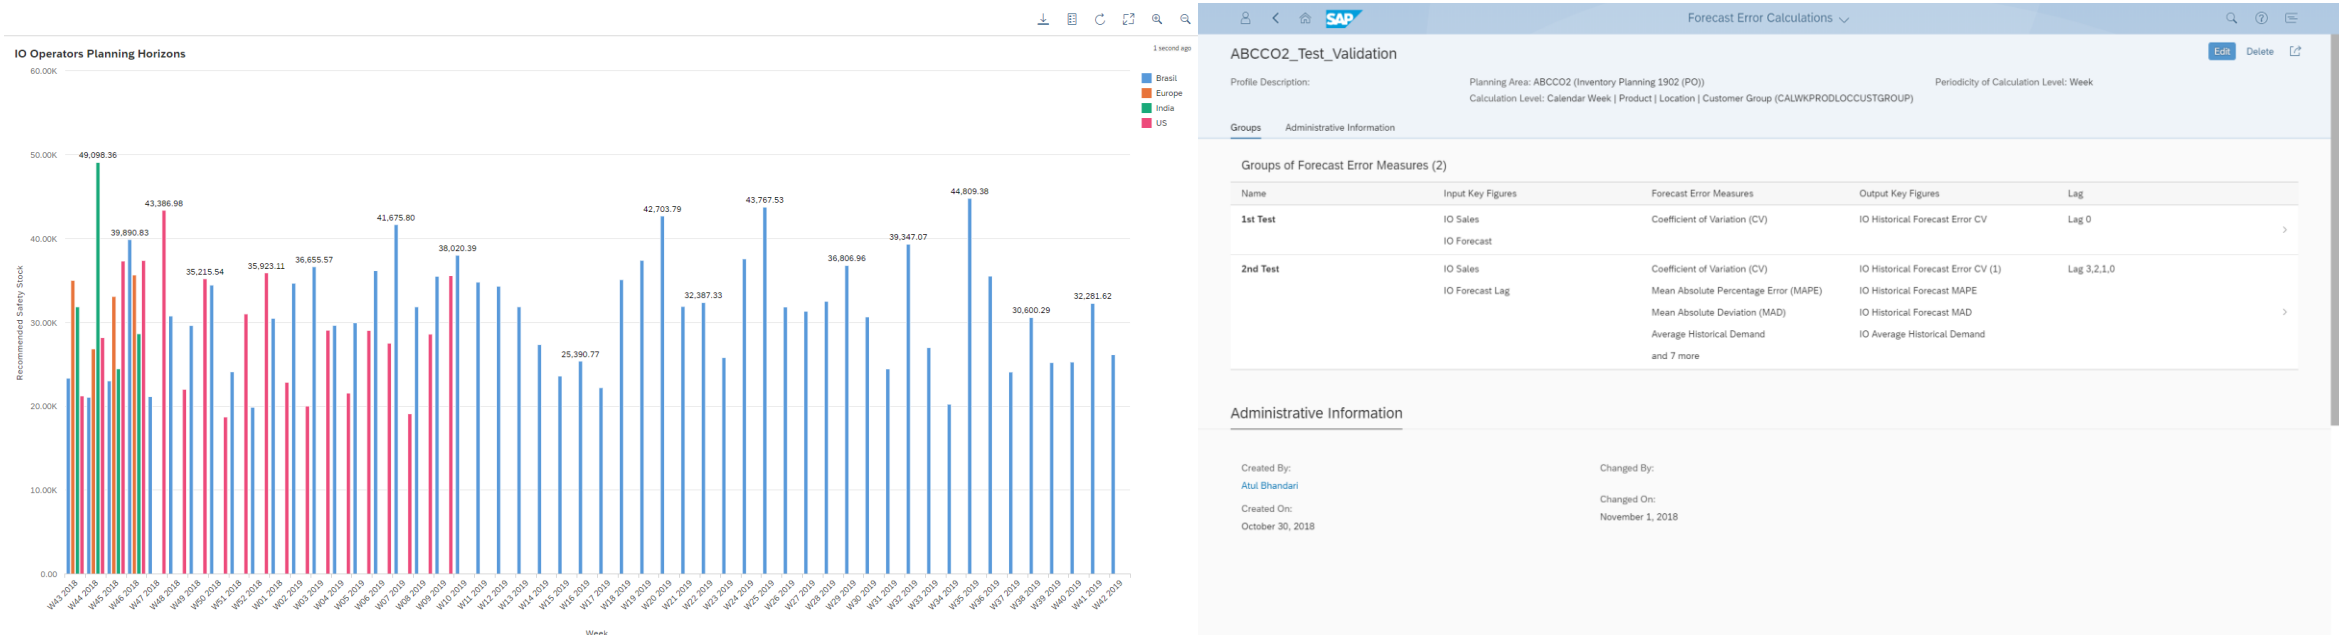 IO Operators Planning Horizons
1 second ago
60.00K
50.00K
40.00K
30.00K
20.00K
10.00K
0.00
Recommended Safety Stock
Brasil
Europe
India
US
49,098.36
39,890.83
43,386.98
35,215.54
35,923.11
36,655.57
41,675.80
38,020.39
25,390.77
42,703.79
32,387.33
43,767.53
36,806.96
39,347.07
44,809.38
30,600.29
32,281.62
W43 2018
W44 2018
W45 2018
W46 2018
W47 2018
W48 2018
W49 2018
W50 2018
W51 2018
W52 2018
W01 2019
W02 2019
W03 2019
W04 2019
W05 2019
W06 2019
W07 2019
W08 2019
W09 2019
W10 2019
W11 2019
W12 2019
W13 2019
W14 2019
W15 2019
W16 2019
W17 2019
W18 2019
W19 2019
W20 2019
W21 2019
W22 2019
W23 2019
W24 2019
W25 2019
W26 2019
W27 2019
W28 2019
W29 2019
W30 2019
W31 2019
W32 2019
W33 2019
W34 2019
W35 2019
W36 2019
W37 2019
W38 2019
W39 2019
W40 2019
W41 2019
W42 2019
Week
SAP
Forecast Error Calculations
ABCCO2_Test_Validation
Edit Delete
Profile Description:
Planning Area: ABCCO2 (Inventory Planning 1902 (PO))
Periodicity of Calculation Level: Week
Calculation Level: Calendar Week | Product | Location | Customer Group (CALWKPRODLOCCUSTGROUP)
Groups Administrative Information
Groups of Forecast Error Measures (2)
Name Input Key Figures Forecast Error Measures Output Key Figures Lag
1st Test IO Sales Coefficient of Variation (CV) IO Historical Forecast Error CV Lag 0
IO Forecast
2nd Test IO Sales Coefficient of Variation (CV) IO Historical Forecast Error CV (1) Lag 3,2,1,0
IO Forecast Lag Mean Absolute Percentage Error (MAPE) IO Historical Forecast MAPE
Mean Absolute Deviation (MAD) IO Historical Forecast MAD
Average Historical Demand IO Average Historical Demand
and 7 more
Administrative Information
Created By:
Atul Bhandari
Created On:
October 30, 2018
Changed By:
Changed On:
November 1, 2018